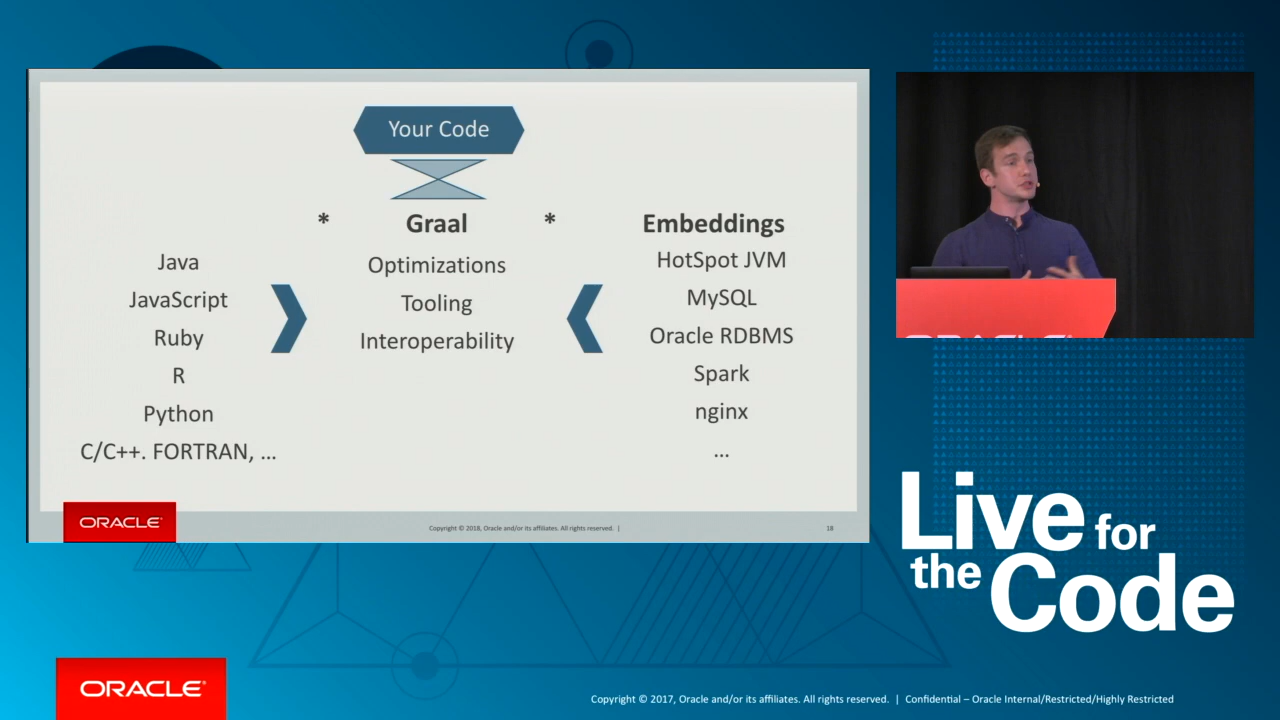 Your Code
* Graal * Embeddings
Java
JavaScript
Ruby
R
Python
C/C++. FORTRAN, ...
Optimizations
Tooling
Interoperability
HotSpot JVM
MySQL
Oracle RDBMS
Spark
nginx
...
ORACLE
Copyright © 2018, Oracle and/or its affiliates. All rights reserved. |
18
ORACLE
Live for
the Code
ORACLE
Copyright © 2017, Oracle and/or its affiliates. All rights reserved. | Confidential – Oracle Internal/Restricted/Highly Restricted